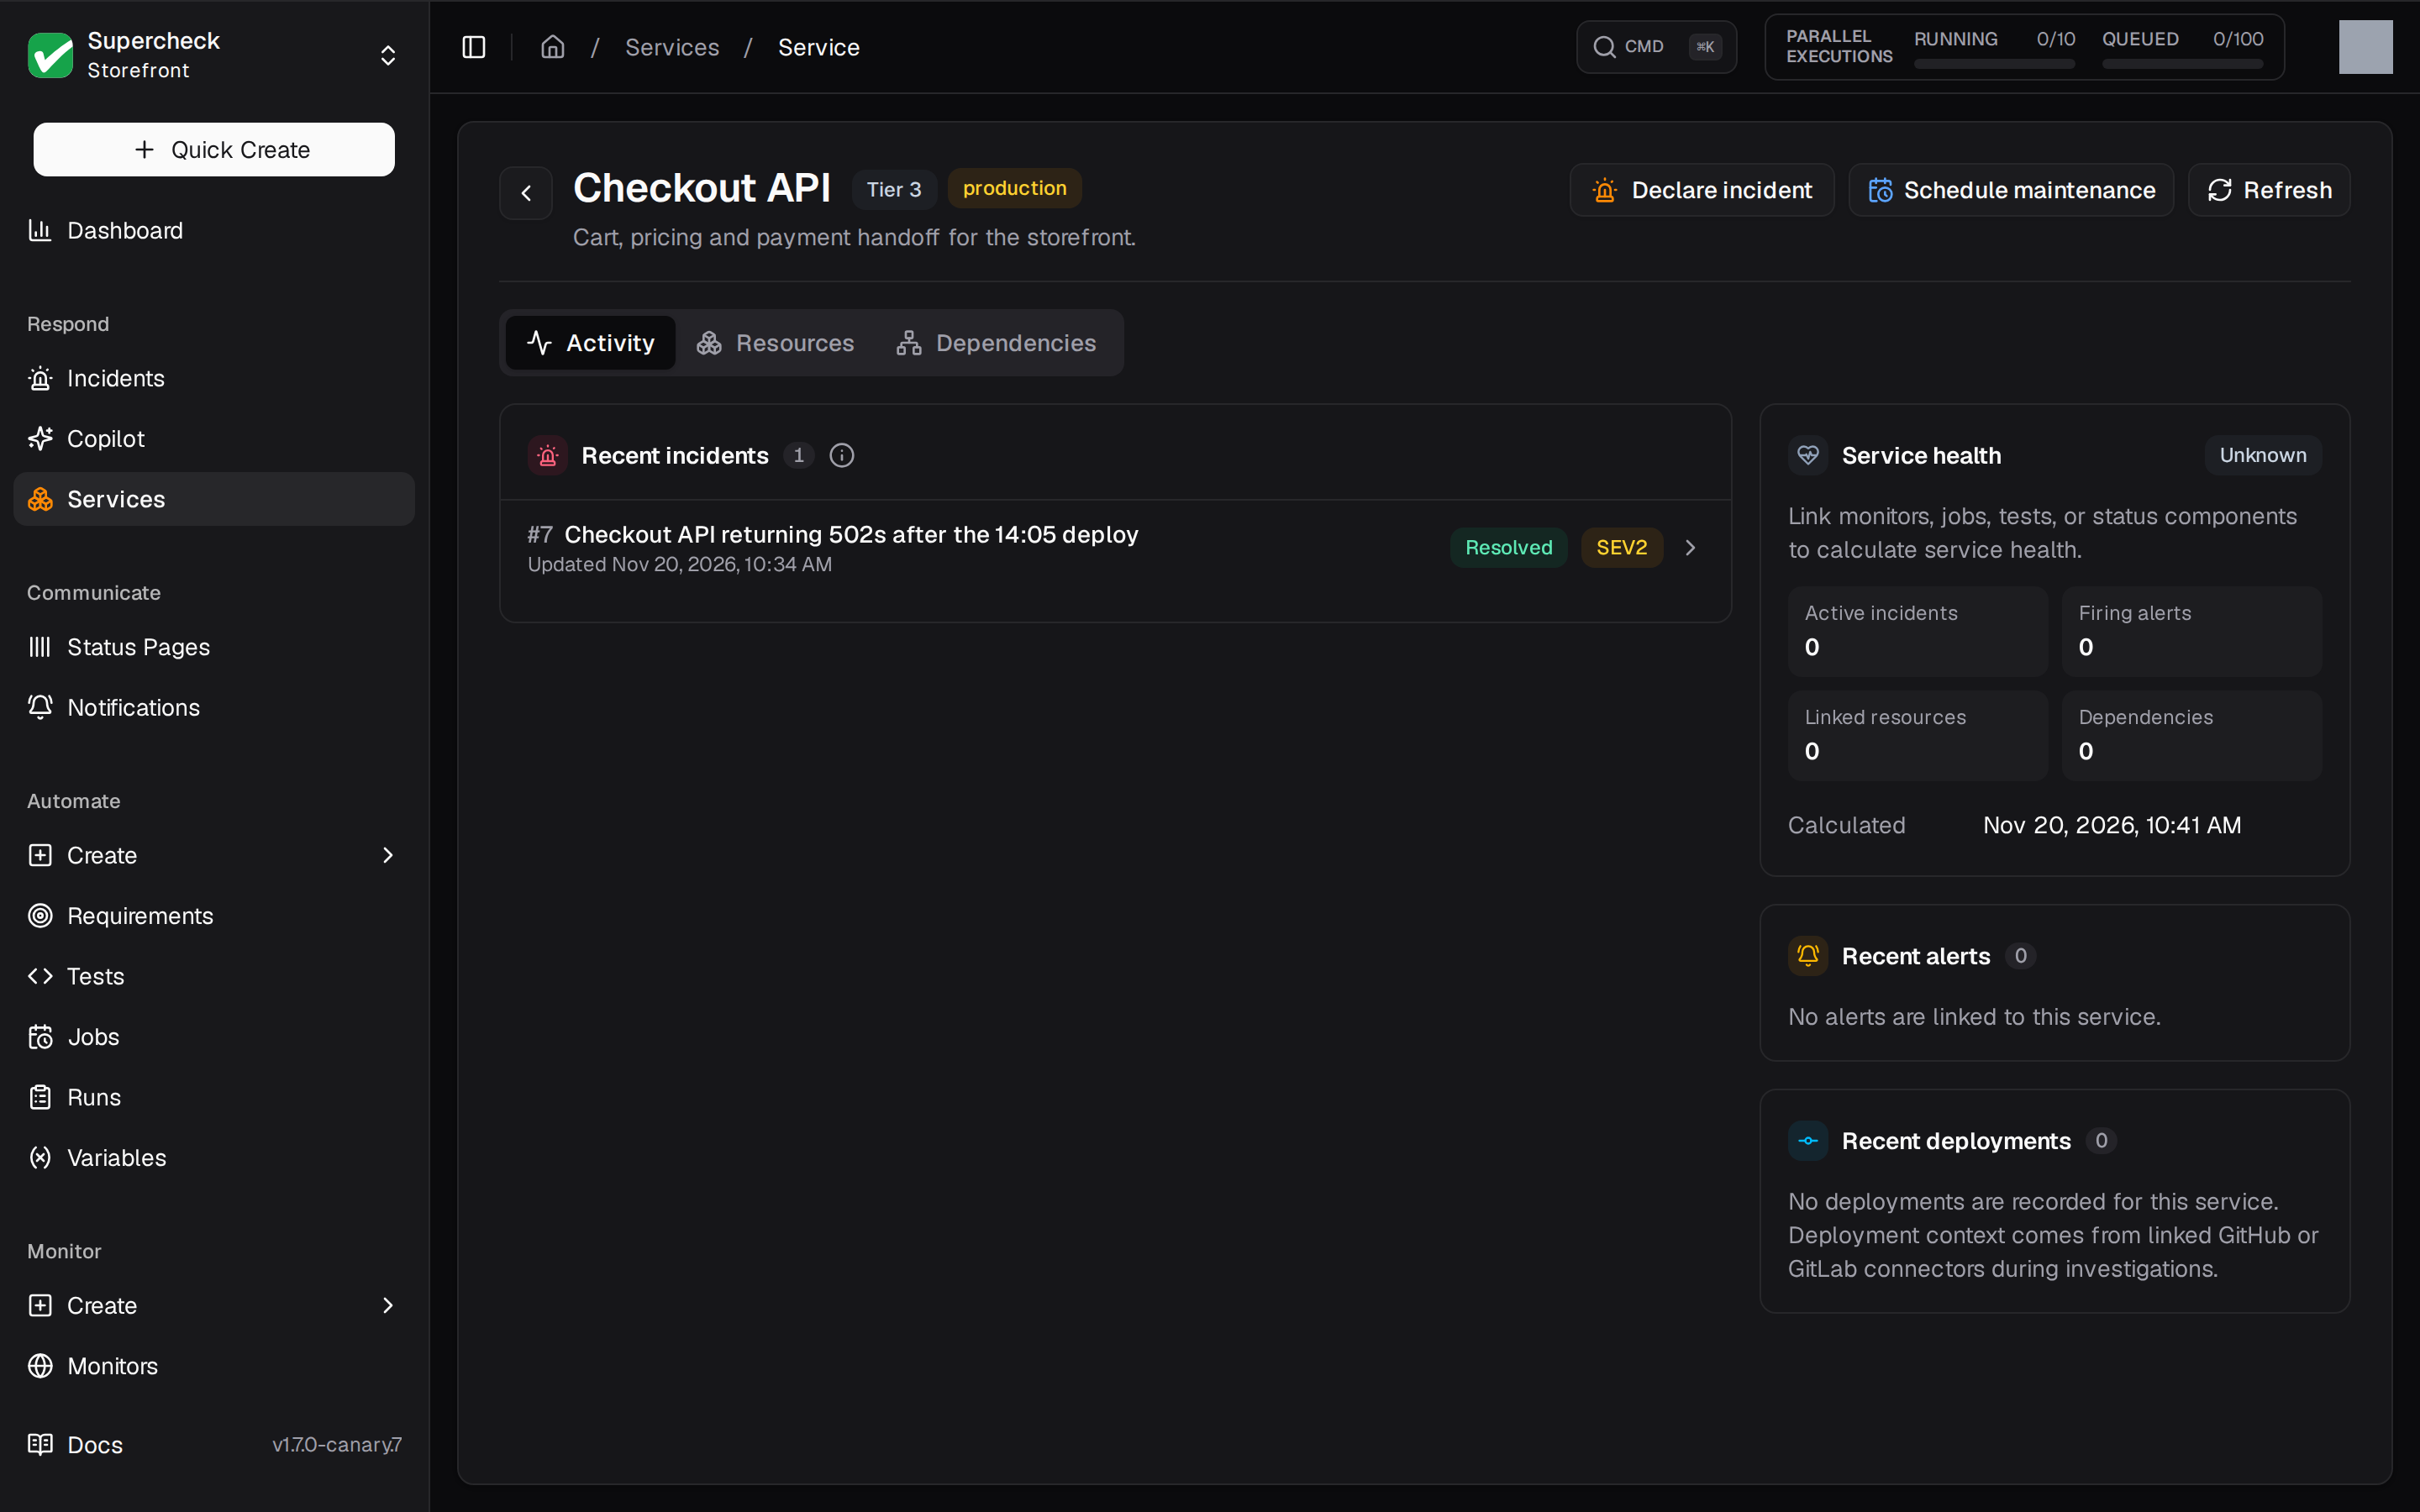 Supercheck
Storefront
Quick Create
Dashboard
Respond
Incidents
Copilot
Services
Communicate
Status Pages
Notifications
Automate
Create
Requirements
Tests
Jobs
Runs
Variables
Monitor
Create
Monitors
Docs
v1.7.0-canary.7
/ Services / Service
CMD ⌘K
PARALLEL
EXECUTIONS
RUNNING 0/10
QUEUED 0/100
Checkout API Tier 3 production
Cart, pricing and payment handoff for the storefront.
Declare incident
Schedule maintenance
Refresh
Activity
Resources
Dependencies
Recent incidents 1
#7 Checkout API returning 502s after the 14:05 deploy
Updated Nov 20, 2026, 10:34 AM
Resolved SEV2
Service health Unknown
Link monitors, jobs, tests, or status components
to calculate service health.
Active incidents
0
Firing alerts
0
Linked resources
0
Dependencies
0
Calculated Nov 20, 2026, 10:41 AM
Recent alerts 0
No alerts are linked to this service.
Recent deployments 0
No deployments are recorded for this service.
Deployment context comes from linked GitHub or
GitLab connectors during investigations.